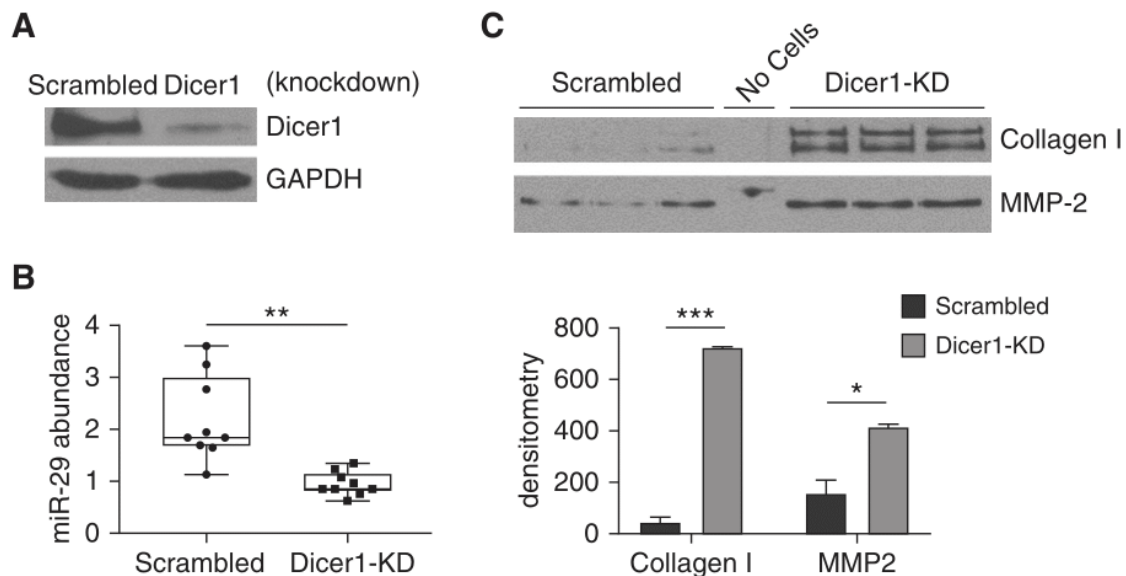 A
Scrambled Dicer1 (knockdown)
Dicer1
GAPDH
B
miR-29 abundance
4
3
2
1
0
**
Scrambled Dicer1-KD
C
Scrambled No Cells Dicer1-KD
Collagen I
MMP-2
Scrambled
Dicer1-KD
densitometry
800
600
400
200
0
***
*
Collagen I MMP2